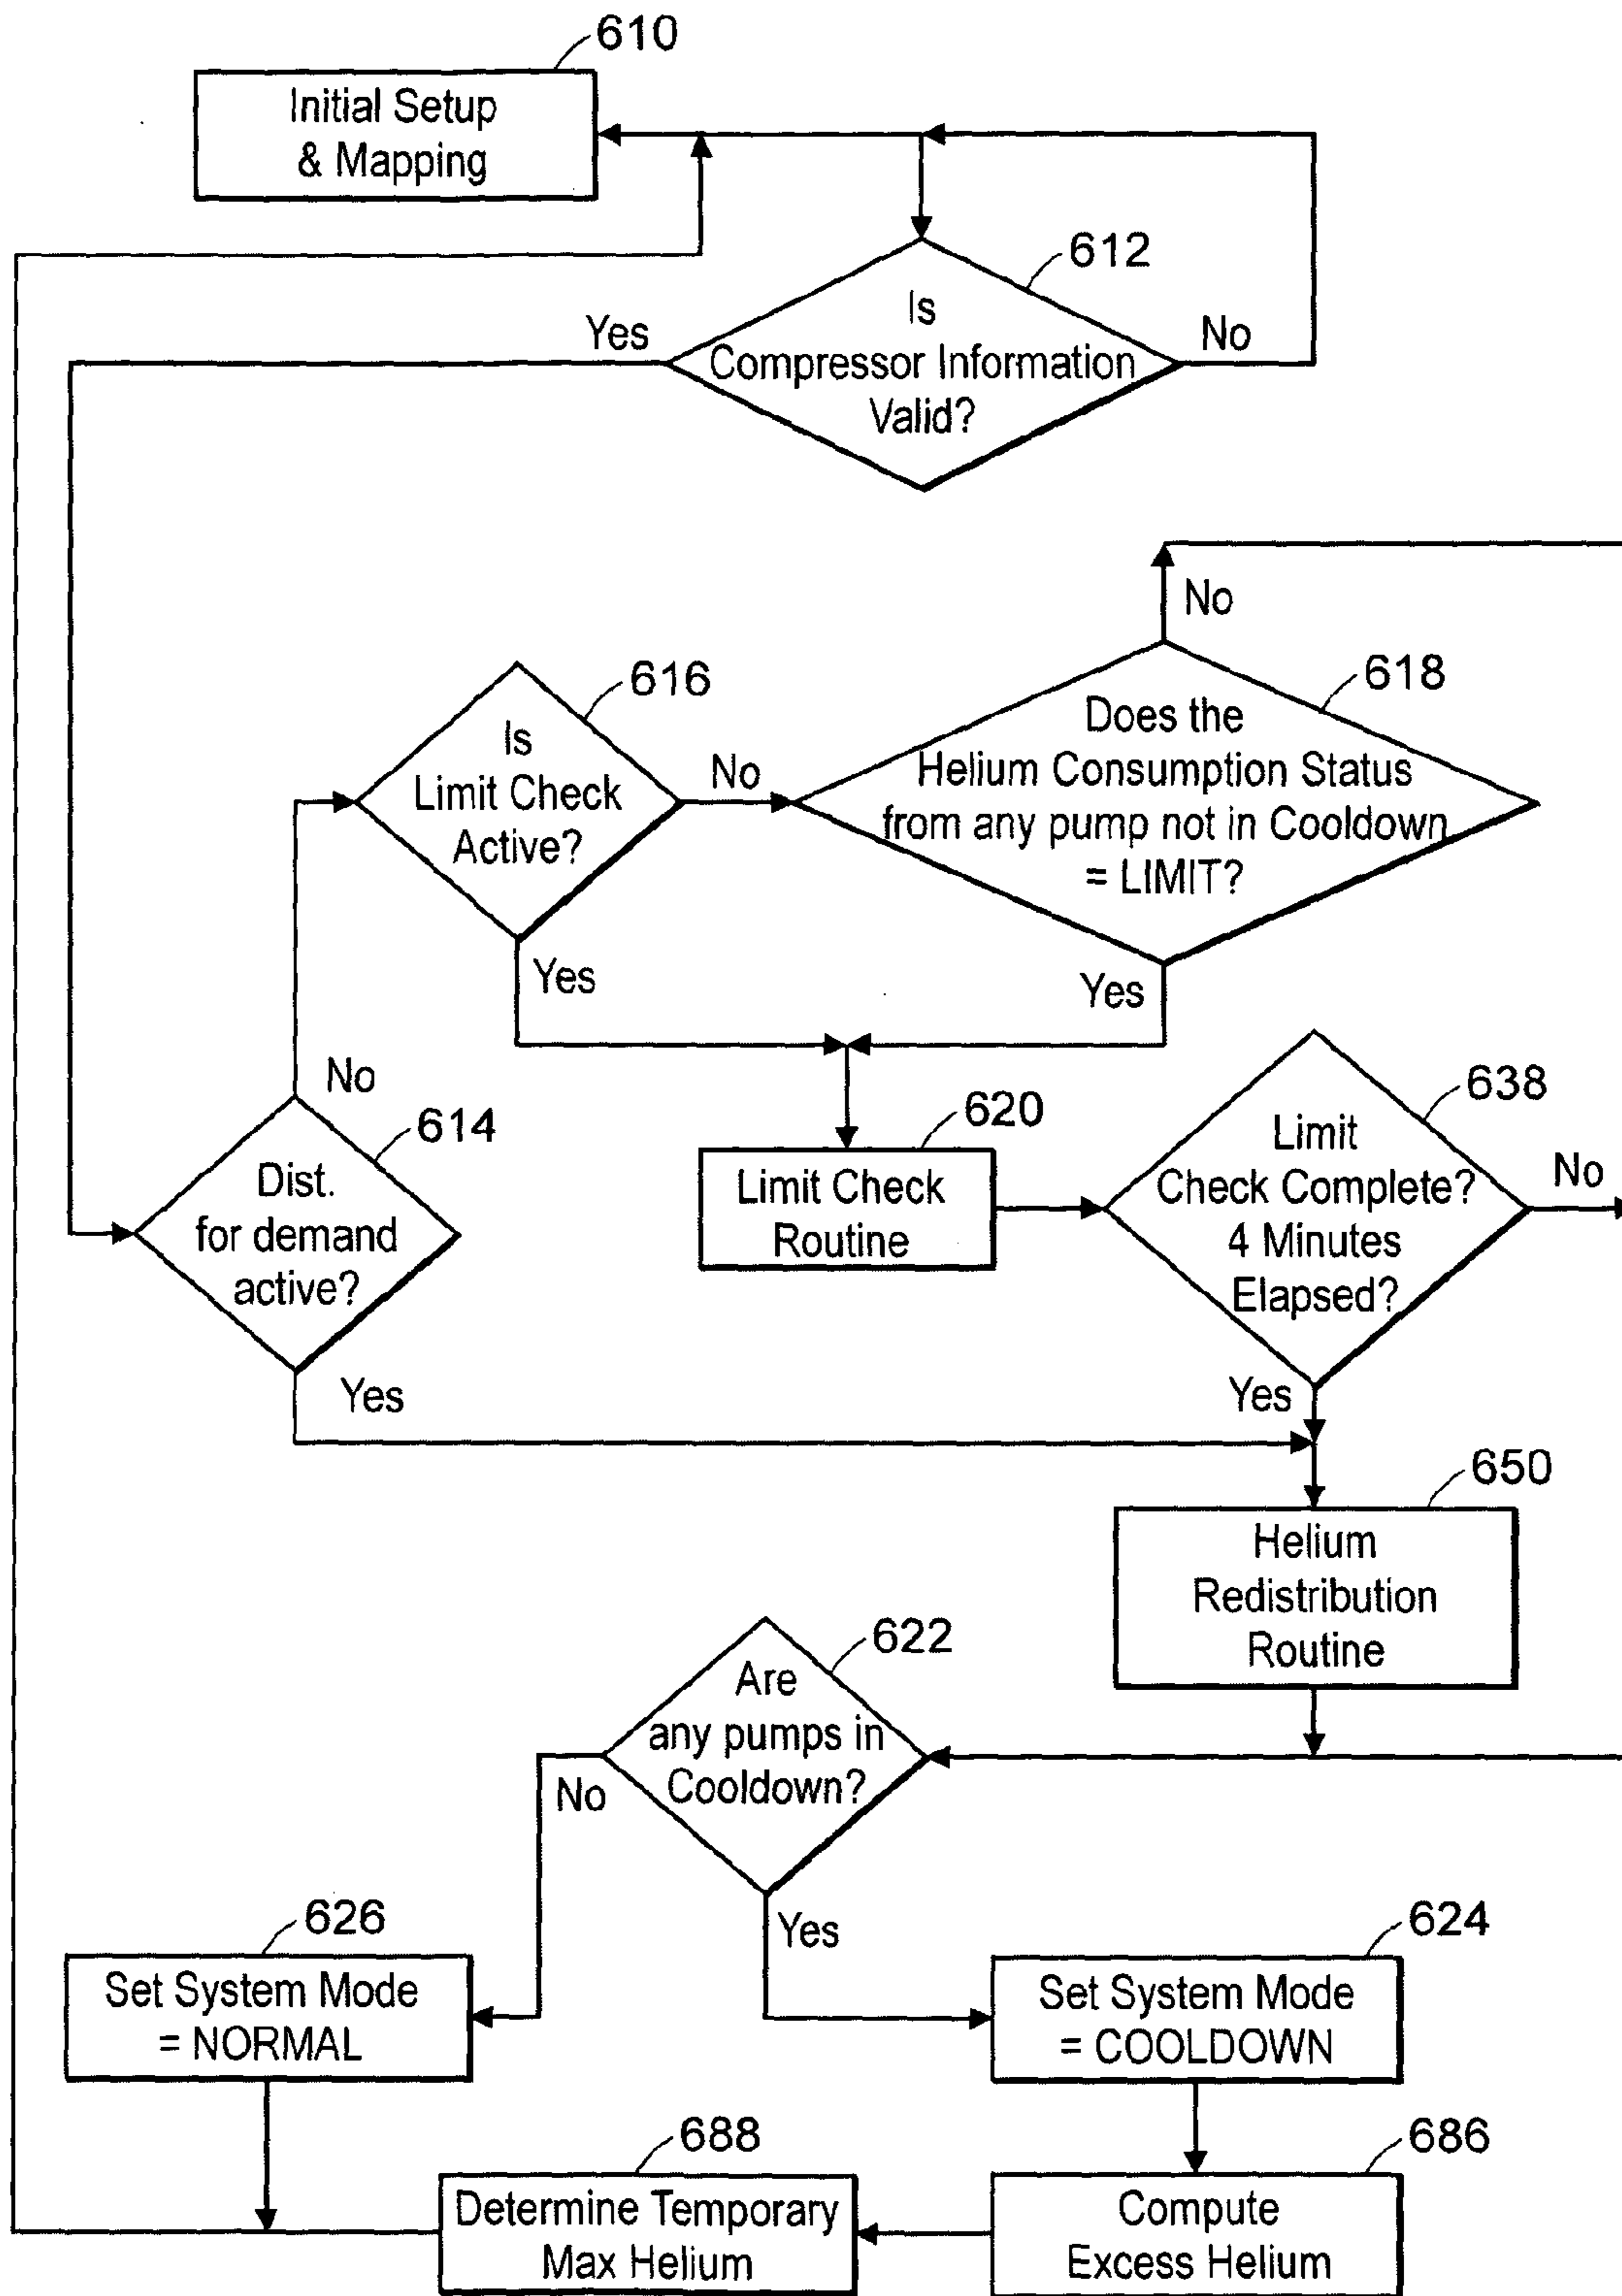 610
Initial Setup
& Mapping
612
Is
Compressor Information
Valid?
Yes
No
No
616
Is
Limit Check
Active?
No
618
Does the
Helium Consumption Status
from any pump not in Cooldown
= LIMIT?
Yes
Yes
No
614
Dist.
for demand
active?
620
Limit Check
Routine
638
Limit
Check Complete?
4 Minutes
Elapsed?
No
Yes
Yes
650
Helium
Redistribution
Routine
622
Are
any pumps in
Cooldown?
No
Yes
626
Set System Mode
= NORMAL
624
Set System Mode
= COOLDOWN
688
Determine Temporary
Max Helium
686
Compute
Excess Helium